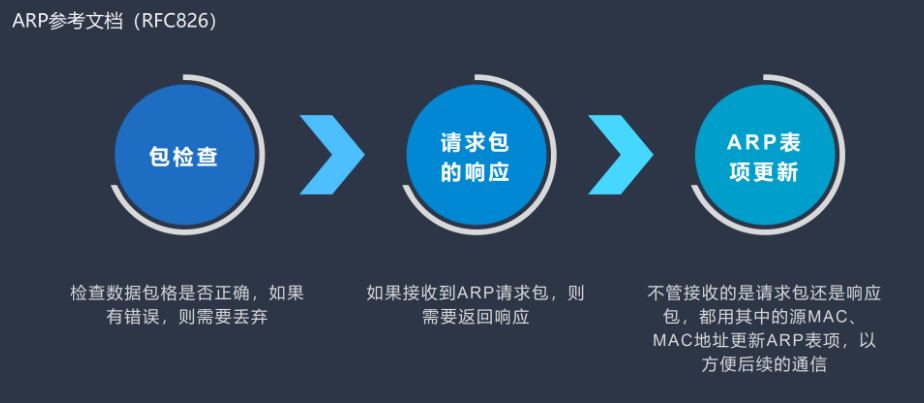 ARP参考文档（RFC826）
包检查
请求包
的响应
ARP表
项更新
检查数据包格是否正确，如果
有错误，则需要丢弃
如果接收到ARP请求包，则
需要返回响应
不管接收的是请求包还是响应
包，都用其中的源MAC、
MAC地址更新ARP表项，以
方便后续的通信